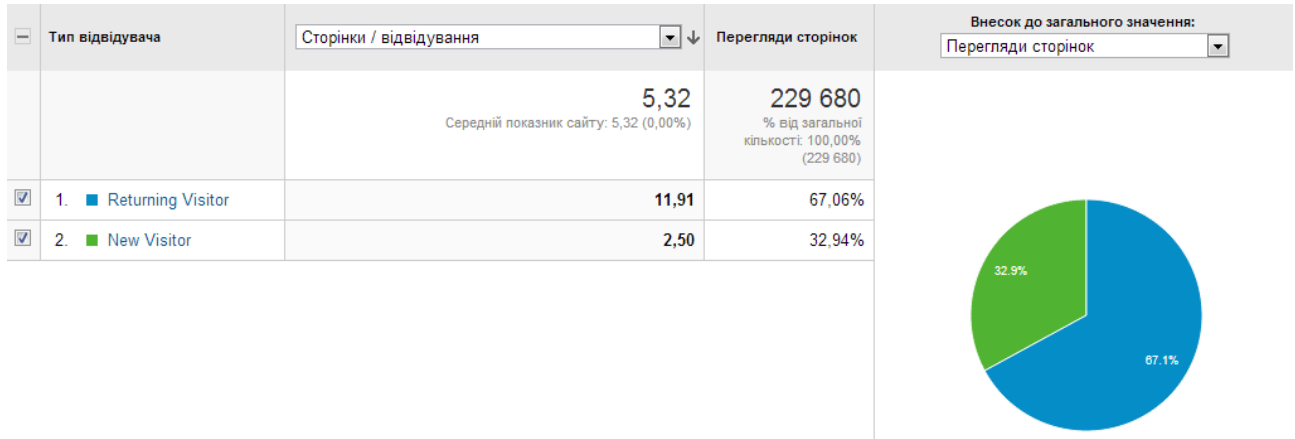 Тип відвідувача
Сторінки / відвідування
Перегляди сторінок
Внесок до загального значення:
Перегляди сторінок
5,32
Середній показник сайту: 5,32 (0,00%)
229 680
% від загальної
кількості: 100,00%
(229 680)
1. Returning Visitor 11,91 67,06%
2. New Visitor 2,50 32,94%
32.9%
67.1%